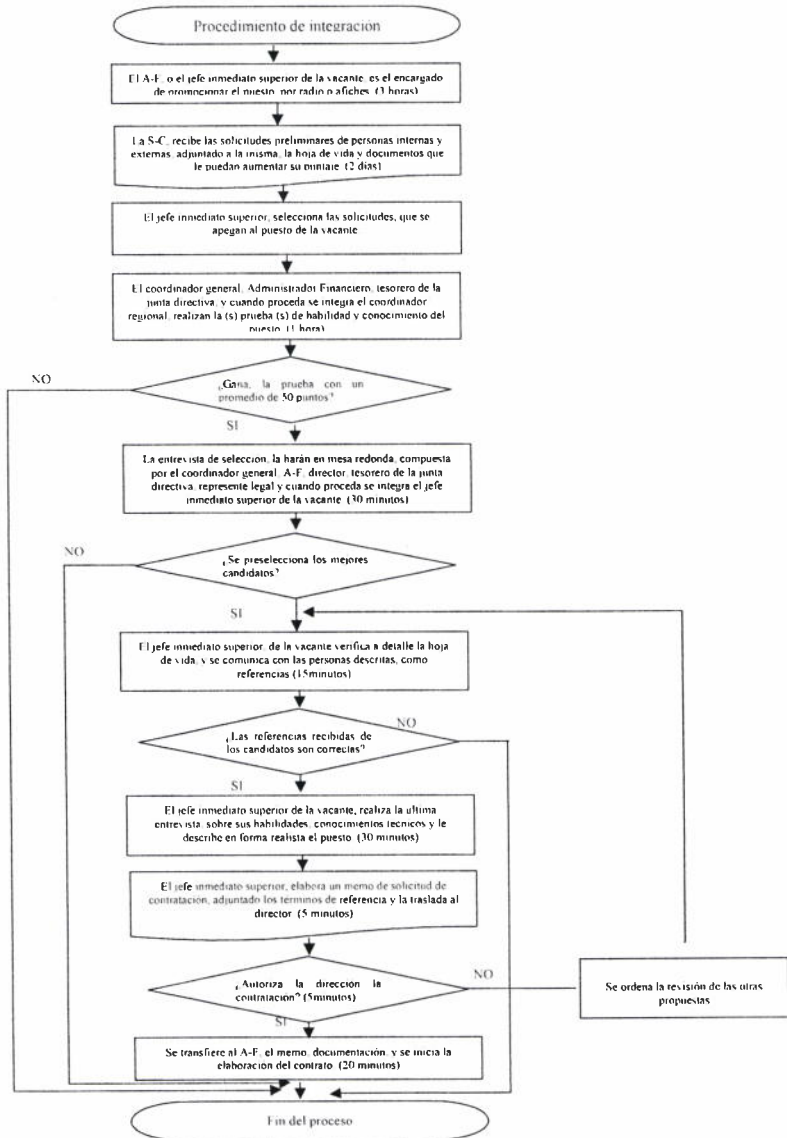 Procedimiento de integración
El A-F, o el jefe inmediato superior de la vacante, es el encargado
de promocionar el puesto, por radio o afiches (3 horas)
La S-C, recibe las solicitudes preliminares de personas internas y
externas, adjuntado a la misma, la hoja de vida y documentos que
le puedan aumentar su puntaje (2 días)
El jefe inmediato superior, selecciona las solicitudes, que se
apegan al puesto de la vacante
El coordinador general, Administrador Financiero, tesorero de la
junta directiva, y cuando proceda se integra el coordinador
regional, realizan la (s) prueba (s) de habilidad y conocimiento del
puesto (1 hora)
NO
¿Gana, la prueba con un
promedio de 50 puntos?
SI
La entrevista de selección, la harán en mesa redonda, compuesta
por el coordinador general, A-F, director, tesorero de la junta
directiva, represente legal y cuando proceda se integra el jefe
inmediato superior de la vacante (30 minutos)
NO
¿Se preselecciona los mejores
candidatos?
SI
El jefe inmediato superior, de la vacante verifica a detalle la hoja
de vida, y se comunica con las personas descritas, como
referencias (15minutos)
NO
¿Las referencias recibidas de
los candidatos son correctas?
SI
El jefe inmediato superior de la vacante, realiza la ultima
entrevista, sobre sus habilidades, conocimientos técnicos y le
describe en forma realista el puesto (30 minutos)
El jefe inmediato superior, elabora un memo de solicitud de
contratación, adjuntado los términos de referencia y la traslada al
director (5 minutos)
¿Autoriza la dirección la
contratación? (5minutos)
NO
Se ordena la revisión de las otras
propuestas
SI
Se transfiere al A-F, el memo, documentación, y se inicia la
elaboración del contrato (20 minutos)
Fin del proceso